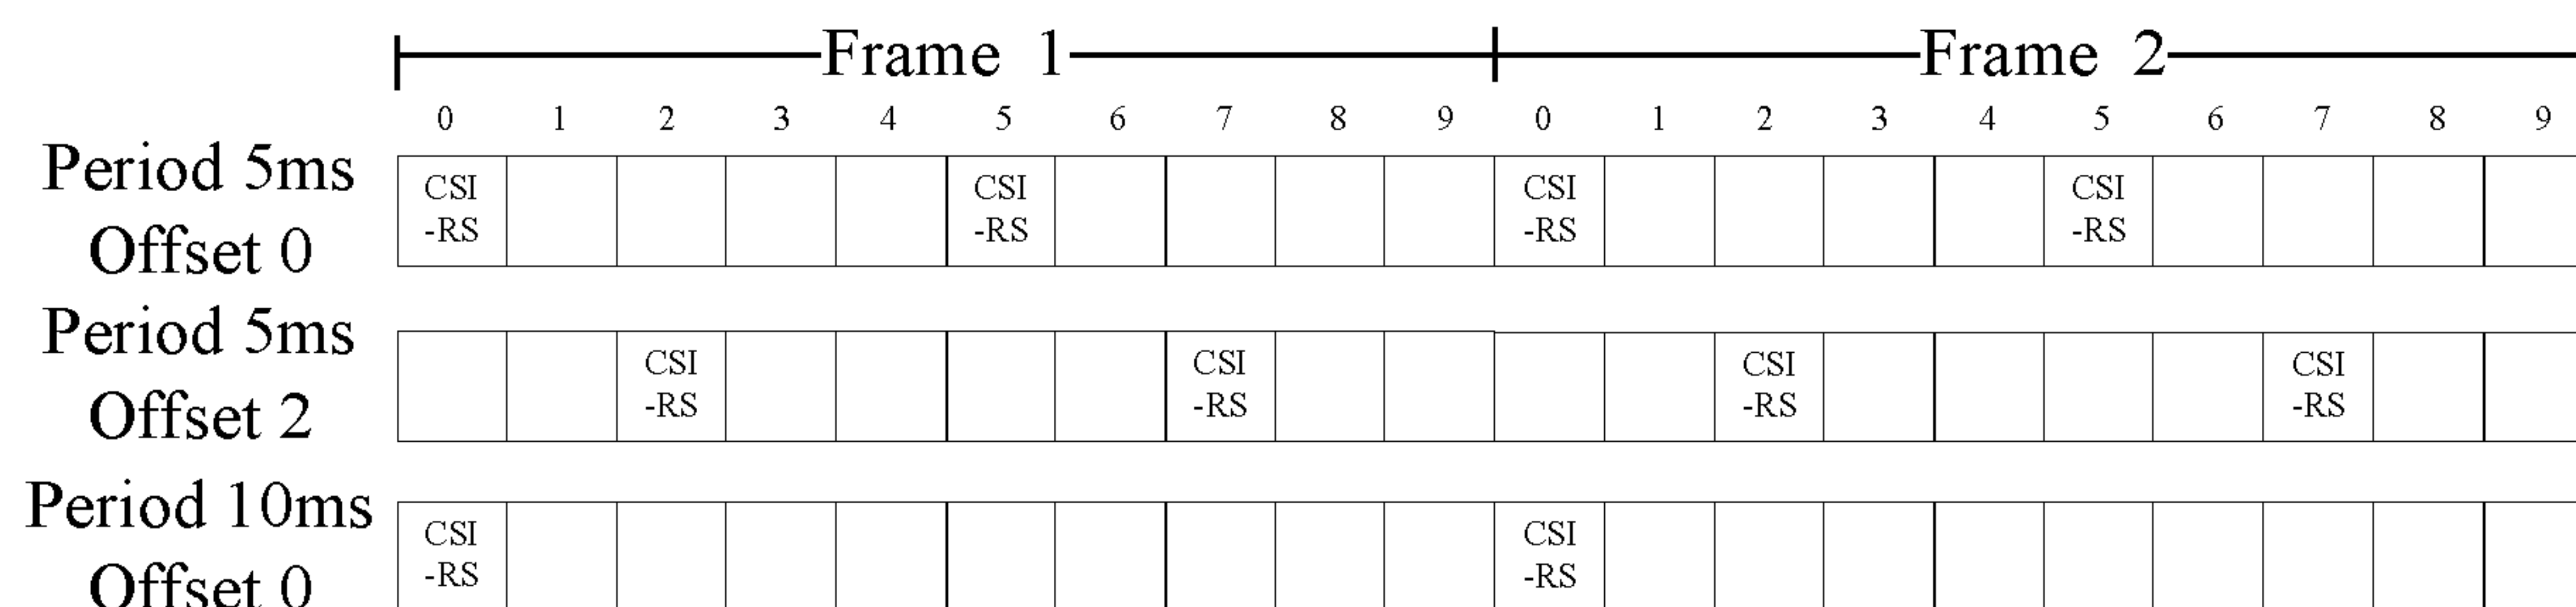 Frame 1 Frame 2
0 1 2 3 4 5 6 7 8 9 0 1 2 3 4 5 6 7 8 9
Period 5ms
Offset 0
CSI CSI CSI CSI
-RS -RS -RS -RS
Period 5ms
Offset 2
CSI CSI CSI CSI
-RS -RS -RS -RS
Period 10ms
Offset 0
CSI CSI
-RS -RS